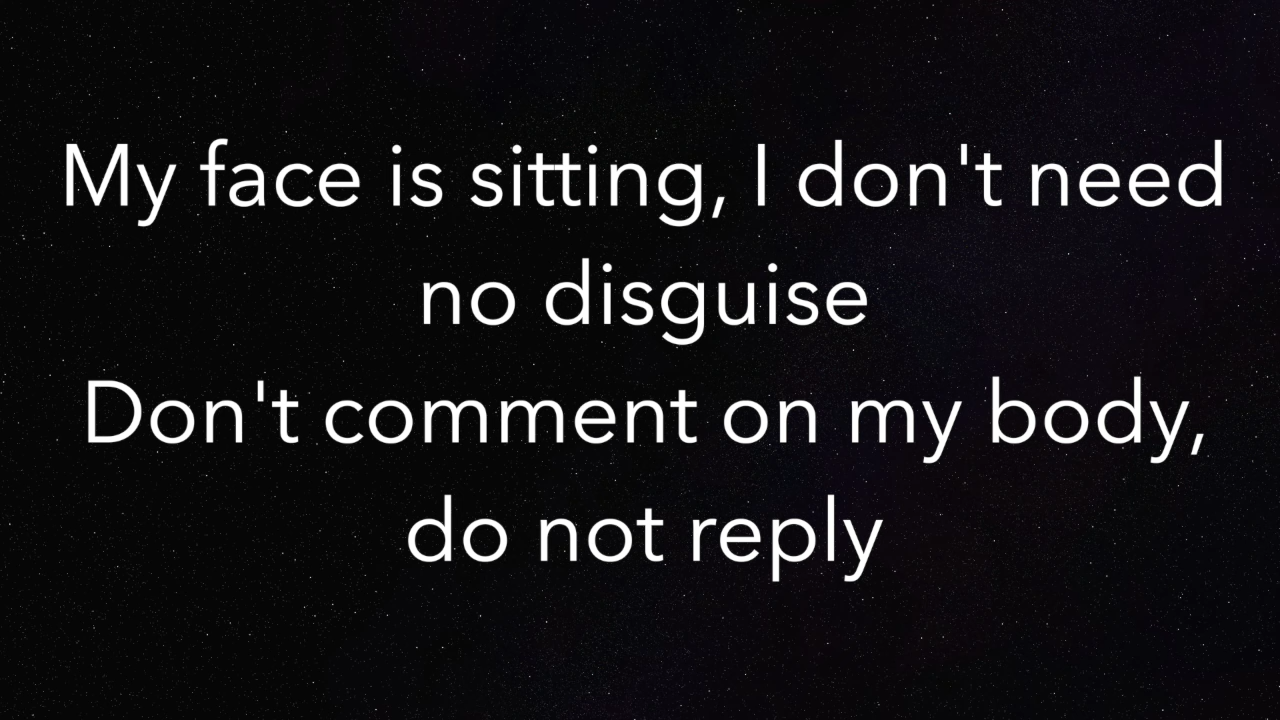 My face is sitting, I don't need
no disguise
Don't comment on my body,
do not reply